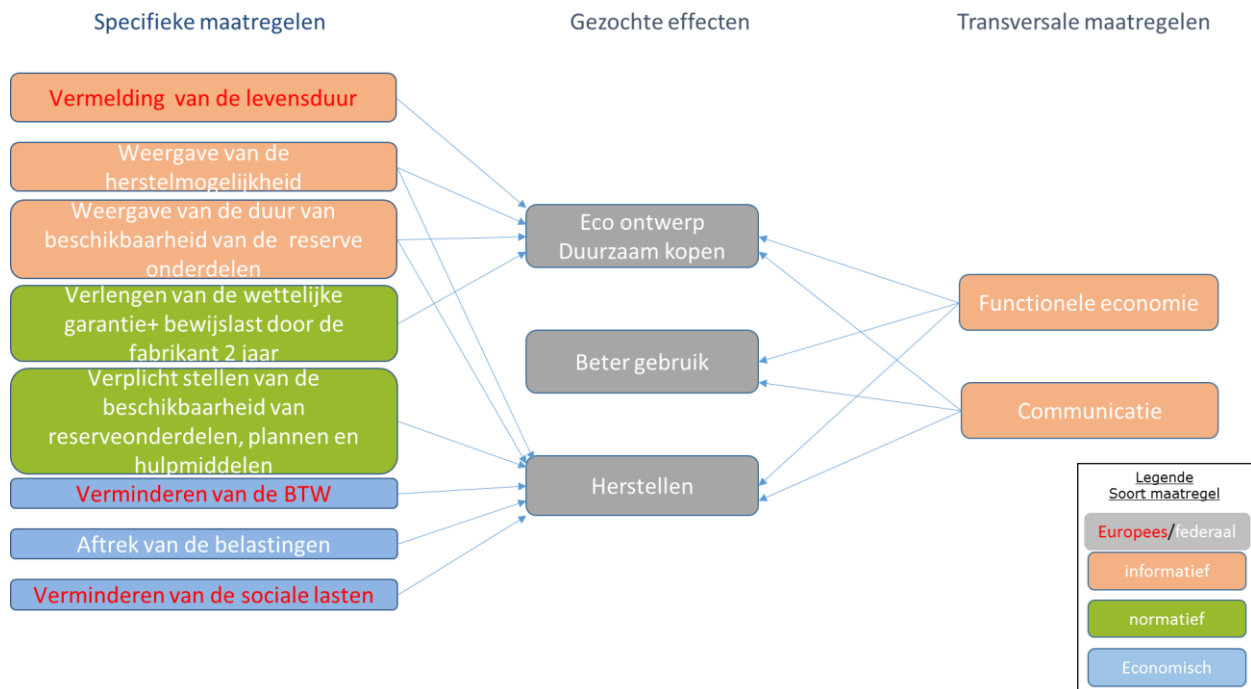 Specifieke maatregelen
Gezochte effecten
Transversale maatregelen
Vermelding van de levensduur
Weergave van de
herstelmogelijkheid
Weergave van de duur van
beschikbaarheid van de reserve
onderdelen
Verlengen van de wettelijke
garantie+ bewijslast door de
fabrikant 2 jaar
Verplicht stellen van de
beschikbaarheid van
reserveonderdelen, plannen en
hulpmiddelen
Verminderen van de BTW
Aftrek van de belastingen
Verminderen van de sociale lasten
Eco ontwerp
Duurzaam kopen
Beter gebruik
Herstellen
Functionele economie
Communicatie
Legende
Soort maatregel
Europees/federaal
informatief
normatief
Economisch